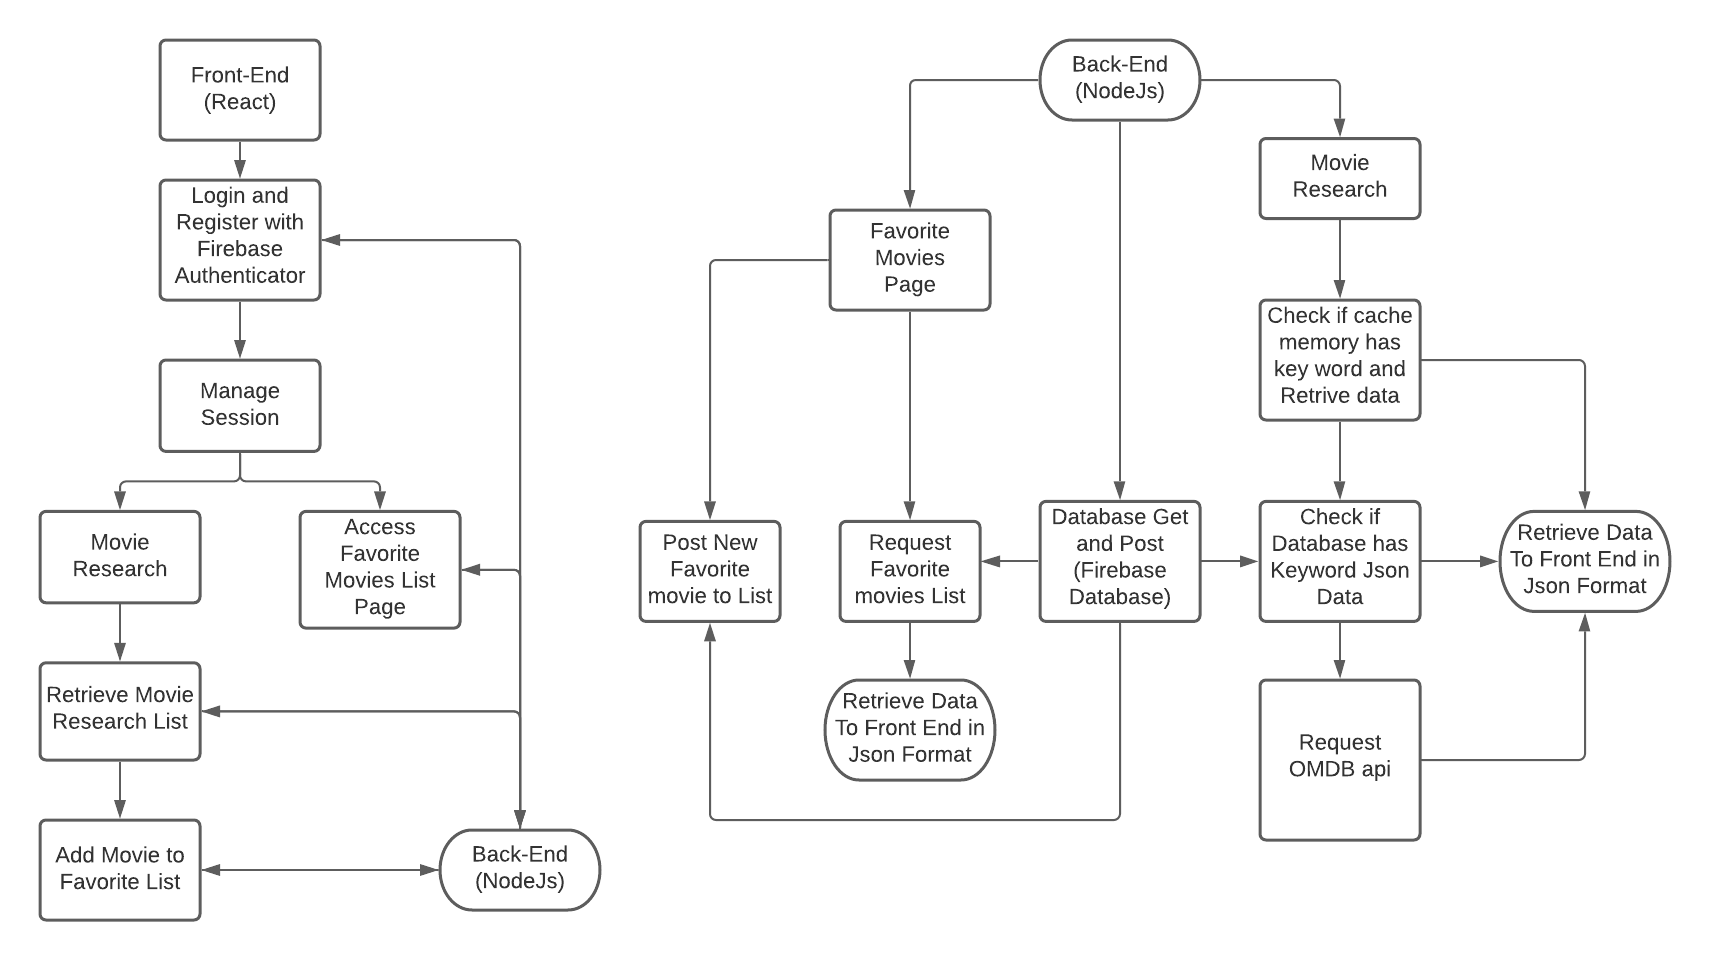 Front-End
(React)
Login and
Register with
Firebase
Authenticator
Manage
Session
Movie
Research
Access
Favorite
Movies List
Page
Retrieve Movie
Research List
Add Movie to
Favorite List
Back-End
(NodeJs)
Back-End
(NodeJs)
Favorite
Movies
Page
Movie
Research
Check if cache
memory has
key word and
Retrive data
Post New
Favorite
movie to List
Request
Favorite
movies List
Database Get
and Post
(Firebase
Database)
Check if
Database has
Keyword Json
Data
Retrieve Data
To Front End in
Json Format
Retrieve Data
To Front End in
Json Format
Request
OMDB api